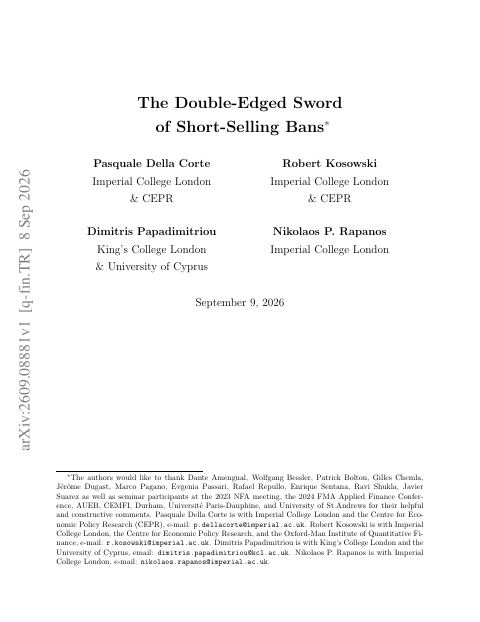 The Double-Edged Sword
of Short-Selling Bans*
Pasquale Della Corte
Imperial College London
& CEPR
Robert Kosowski
Imperial College London
& CEPR
Dimitris Papadimitriou
King's College London
& University of Cyprus
Nikolaos P. Rapanos
Imperial College London
September 9, 2026
arXiv:2609.08881v1 [q-fin.TR] 8 Sep 2026
*The authors would like to thank Dante Amengual, Wolfgang Bessler, Patrick Bolton, Gilles Chemla,
Jérôme Dugast, Marco Pagano, Evgenia Passari, Rafael Repullo, Enrique Sentana, Ravi Shukla, Javier
Suarez as well as seminar participants at the 2023 NFA meeting, the 2024 FMA Applied Finance Confer-
ence, AUEB, CEMFI, Durham, Université Paris-Dauphine, and University of St.Andrews for their helpful
and constructive comments. Pasquale Della Corte is with Imperial College London and the Centre for Eco-
nomic Policy Research (CEPR), e-mail: p.dellacorte@imperial.ac.uk. Robert Kosowski is with Imperial
College London, the Centre for Economic Policy Research, and the Oxford-Man Institute of Quantitative Fi-
nance, e-mail: r.kosowski@imperial.ac.uk. Dimitris Papadimitriou is with King's College London and the
University of Cyprus, email: dimitris.papadimitriou@kcl.ac.uk. Nikolaos P. Rapanos is with Imperial
College London, e-mail: nikolaos.rapanos@imperial.ac.uk.